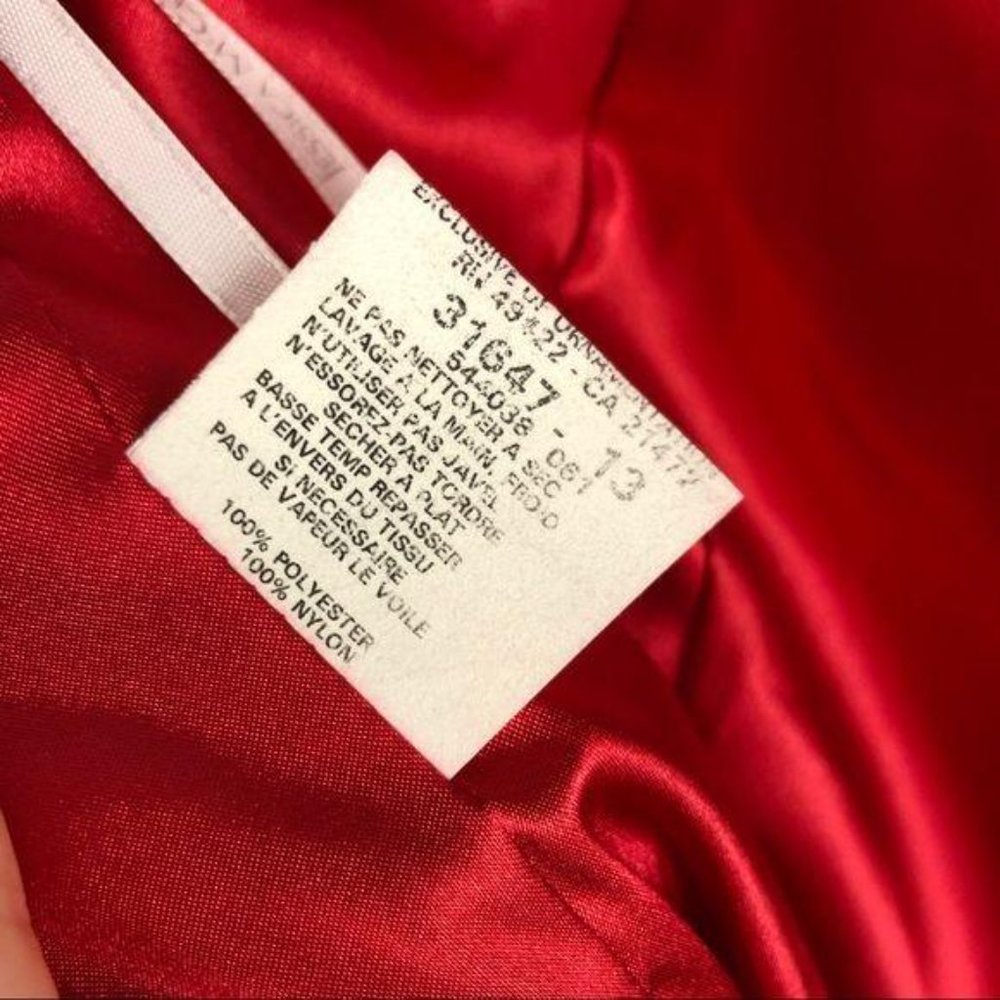 EXCLUSIVE OF
RN 49422 - CA 21477
31647
544038 - 061 13
NE PAS NETTOYER A SEC
LAVAGE A LA MAIN, FROID
N'UTILISER PAS JAVEL
N'ESSOREZ-PAS TORDRE
SECHER A PLAT
BASSE TEMP REPASSER
A L'ENVERS DU TISSU
SI NECESSAIRE
PAS DE VAPEUR LE VOILE
100% POLYESTER
100% NYLON